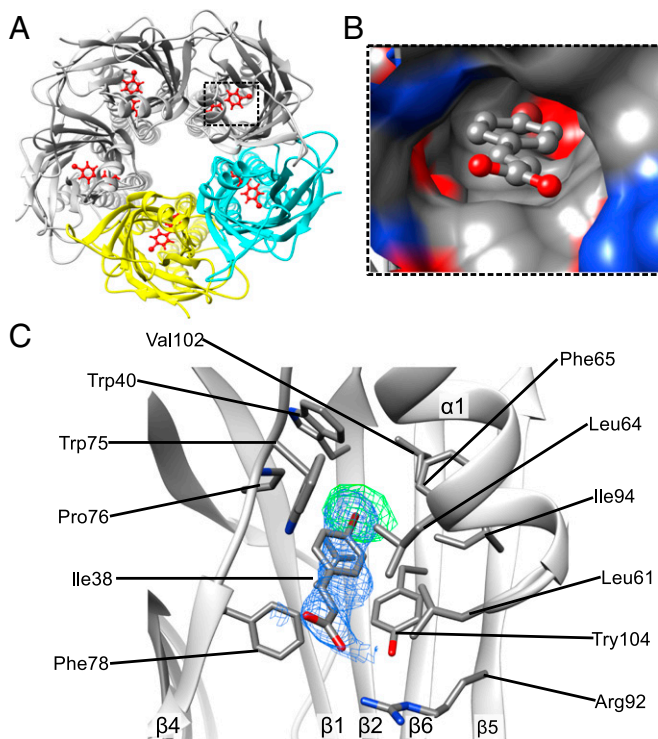 A
B
C
Val102
Phe65
Trp40
α1
Leu64
Trp75
Pro76
Ile94
Ile38
Leu61
Try104
Phe78
Arg92
β4
β1
β2
β6
β5